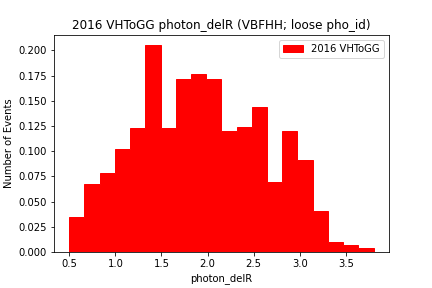 2016 VHToGG photon_delR (VBFHH; loose pho_id)
2016 VHToGG
Number of Events
0.200
0.175
0.150
0.125
0.100
0.075
0.050
0.025
0.000
0.5 1.0 1.5 2.0 2.5 3.0 3.5
photon_delR